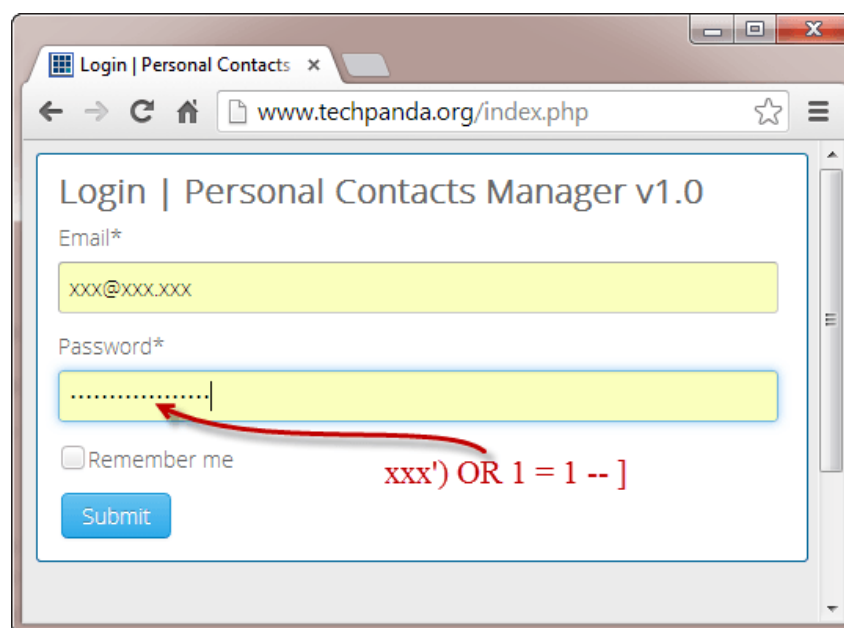 Login | Personal Contacts
www.techpanda.org/index.php
Login | Personal Contacts Manager v1.0
Email*
xxx@xxx.xxx
Password*
...................
Remember me
xxx') OR 1 = 1 -- ]
Submit